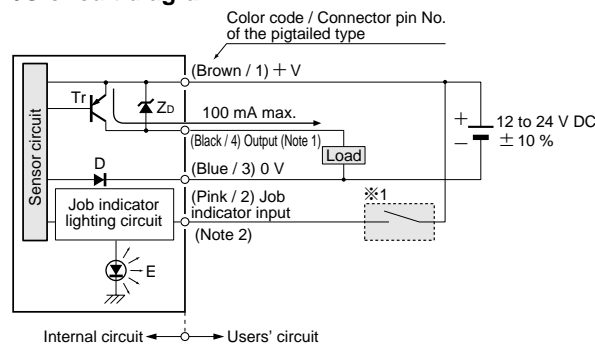 Color code / Connector pin No.
of the pigtailed type
(Brown / 1) + V
Tr
ZD
100 mA max.
(Black / 4) Output (Note 1)
Load
+
−
12 to 24 V DC
± 10 %
Sensor circuit
D
(Blue / 3) 0 V
Job indicator
lighting circuit
(Pink / 2) Job
indicator input
(Note 2)
※1
E
Internal circuit
Users' circuit